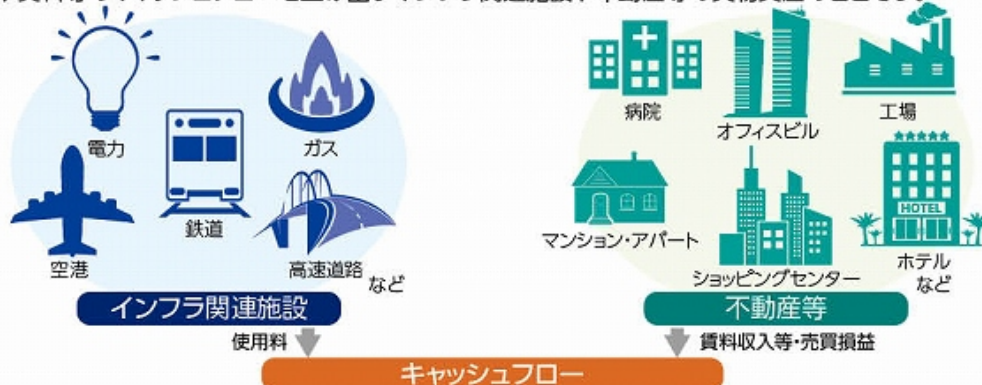 電力
ガス
鉄道
空港
高速道路
など
インフラ関連施設
使用料
病院
オフィスビル
工場
マンション・アパート
ショッピングセンター
HOTEL
ホテル
など
不動産等
賃料収入等・売買損益
キャッシュフロー